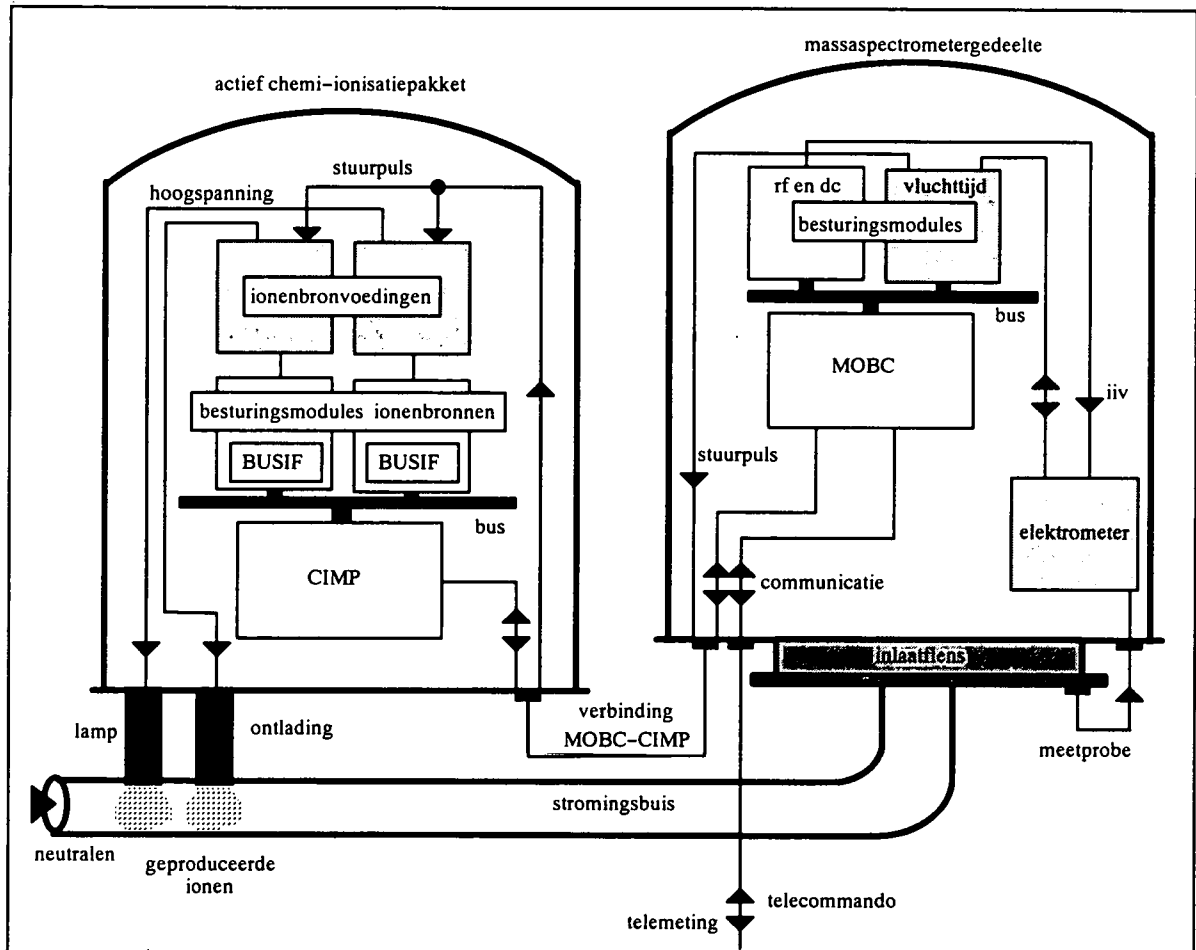 massaspectrometergedeelte
actief chemi-ionisatiepakket
stuurpuls
hoogspanning
ionenbronvoedingen
besturingsmodules ionenbronnen
BUSIF
BUSIF
bus
CIMP
rf en dc
vluchttijd
besturingsmodules
bus
MOBC
iiv
stuurpuls
elektrometer
communicatie
inlaatflens
lamp
ontlading
verbinding
MOBC-CIMP
meetprobe
stromingsbuis
neutralen
geproduceerde
ionen
telecommando
telemeting